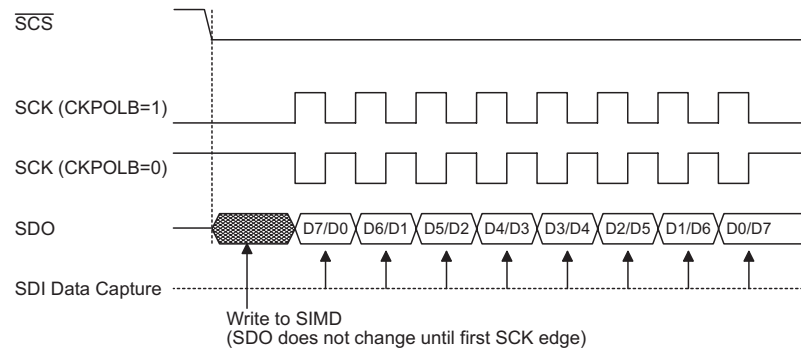 SCS
SCK (CKPOLB=1)
SCK (CKPOLB=0)
SDO
D7/D0 D6/D1 D5/D2 D4/D3 D3/D4 D2/D5 D1/D6 D0/D7
SDI Data Capture
Write to SIMD
(SDO does not change until first SCK edge)